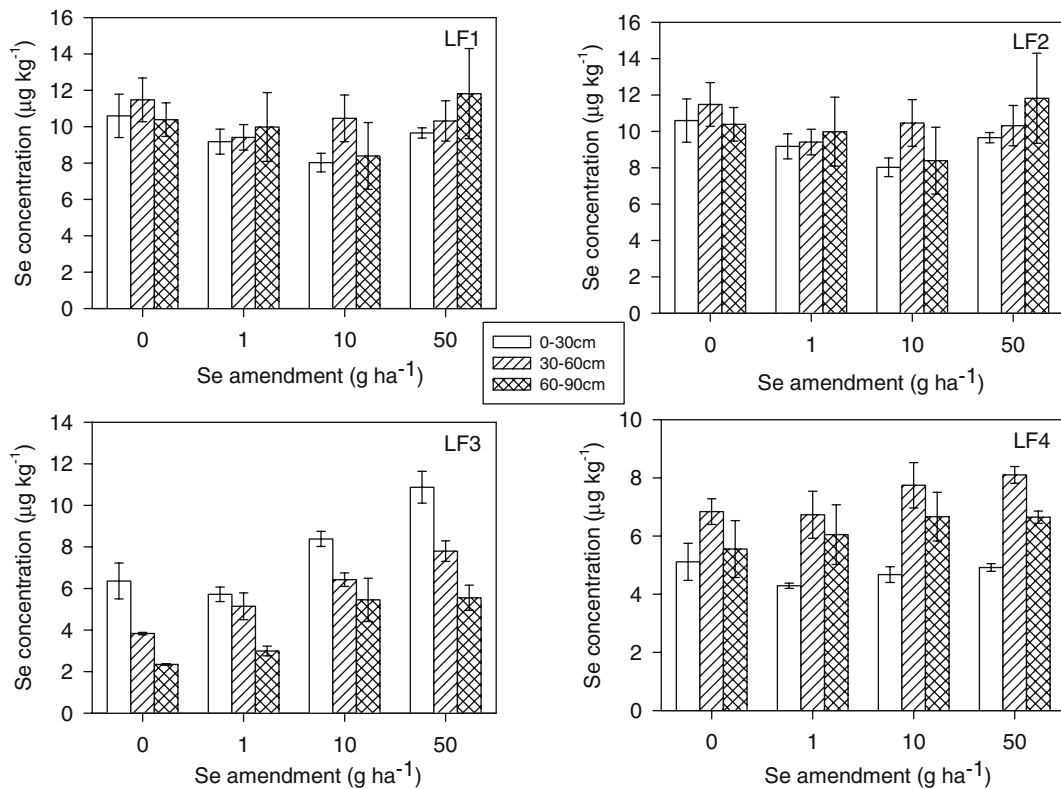 LF1
Se concentration (µg kg⁻¹)
16
14
12
10
8
6
4
2
0
0 1 10 50
Se amendment (g ha⁻¹)
LF2
Se concentration (µg kg⁻¹)
16
14
12
10
8
6
4
2
0
0 1 10 50
Se amendment (g ha⁻¹)
0-30cm
30-60cm
60-90cm
LF3
Se concentration (µg kg⁻¹)
14
12
10
8
6
4
2
0
0 1 10 50
Se amendment (g ha⁻¹)
LF4
Se concentration (µg kg⁻¹)
10
8
6
4
2
0
0 1 10 50
Se amendment (g ha⁻¹)